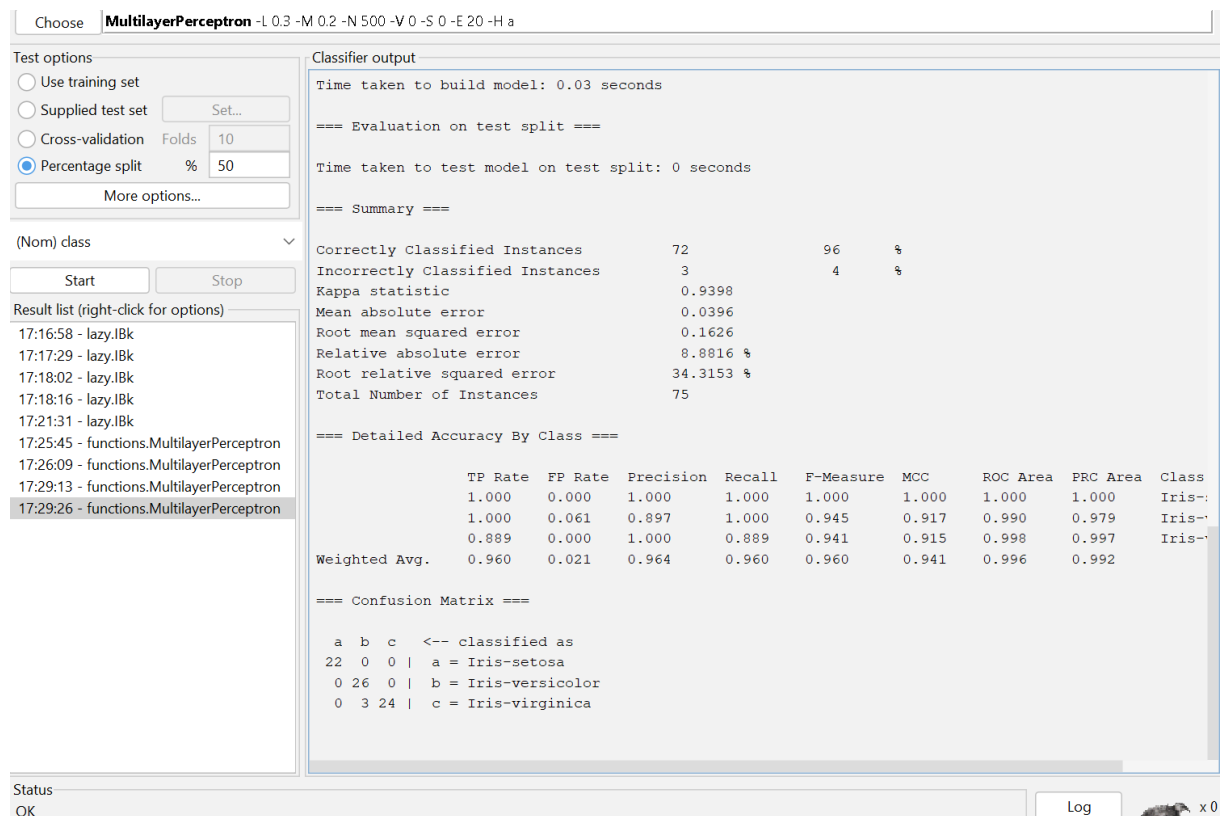 Choose MultilayerPerceptron -L 0.3 -M 0.2 -N 500 -V 0 -S 0 -E 20 -H a
Test options
Use training set
Supplied test set Set...
Cross-validation Folds 10
Percentage split % 50
More options...
(Nom) class
Start Stop
Result list (right-click for options)
17:16:58 - lazy.IBk
17:17:29 - lazy.IBk
17:18:02 - lazy.IBk
17:18:16 - lazy.IBk
17:21:31 - lazy.IBk
17:25:45 - functions.MultilayerPerceptron
17:26:09 - functions.MultilayerPerceptron
17:29:13 - functions.MultilayerPerceptron
17:29:26 - functions.MultilayerPerceptron
Classifier output
Time taken to build model: 0.03 seconds
=== Evaluation on test split ===
Time taken to test model on test split: 0 seconds
=== Summary ===
Correctly Classified Instances 72 96 %
Incorrectly Classified Instances 3 4 %
Kappa statistic 0.9398
Mean absolute error 0.0396
Root mean squared error 0.1626
Relative absolute error 8.8816 %
Root relative squared error 34.3153 %
Total Number of Instances 75
=== Detailed Accuracy By Class ===
TP Rate FP Rate Precision Recall F-Measure MCC ROC Area PRC Area Class
1.000 0.000 1.000 1.000 1.000 1.000 1.000 1.000 Iris-
1.000 0.061 0.897 1.000 0.945 0.917 0.990 0.979 Iris-
0.889 0.000 1.000 0.889 0.941 0.915 0.998 0.997 Iris-
Weighted Avg. 0.960 0.021 0.964 0.960 0.960 0.941 0.996 0.992
=== Confusion Matrix ===
a b c <-- classified as
22 0 0 | a = Iris-setosa
0 26 0 | b = Iris-versicolor
0 3 24 | c = Iris-virginica
Status
OK
Log x 0